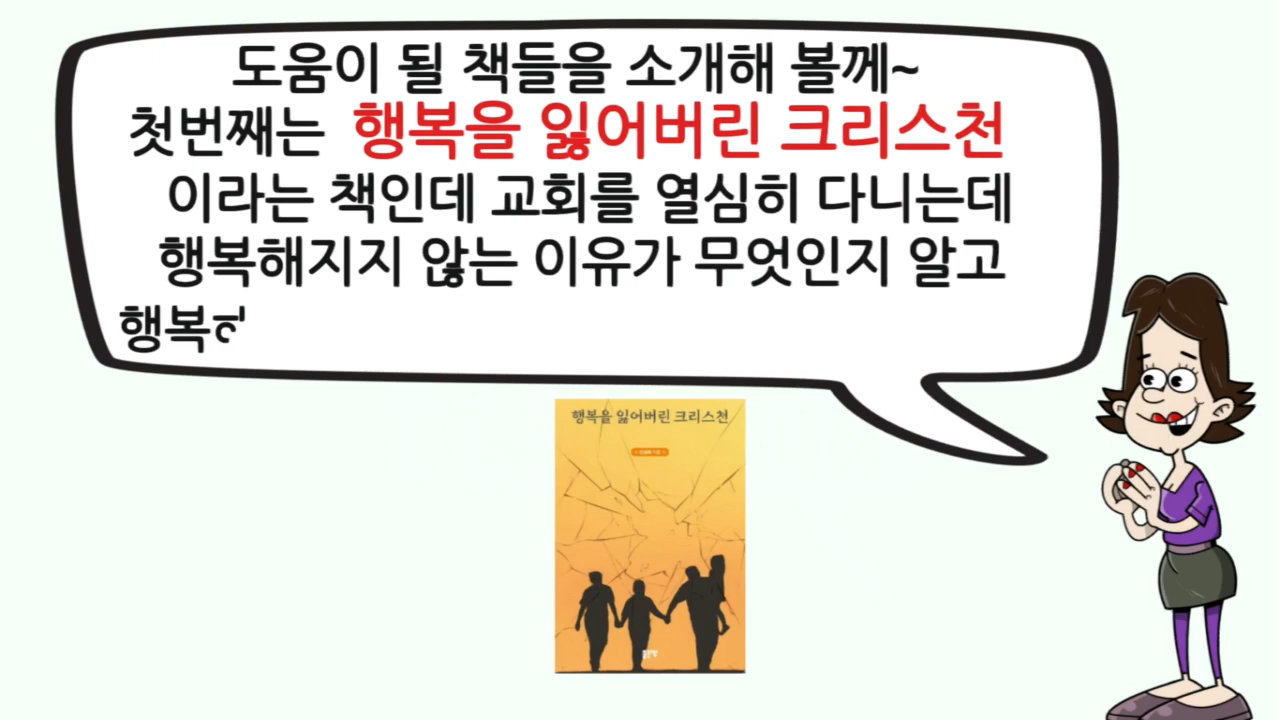 도움이 될 책들을 소개해 볼께~
첫번째는 행복을 잃어버린 크리스천
이라는 책인데 교회를 열심히 다니는데
행복해지지 않는 이유가 무엇인지 알고
행복
행복을 잃어버린 크리스천